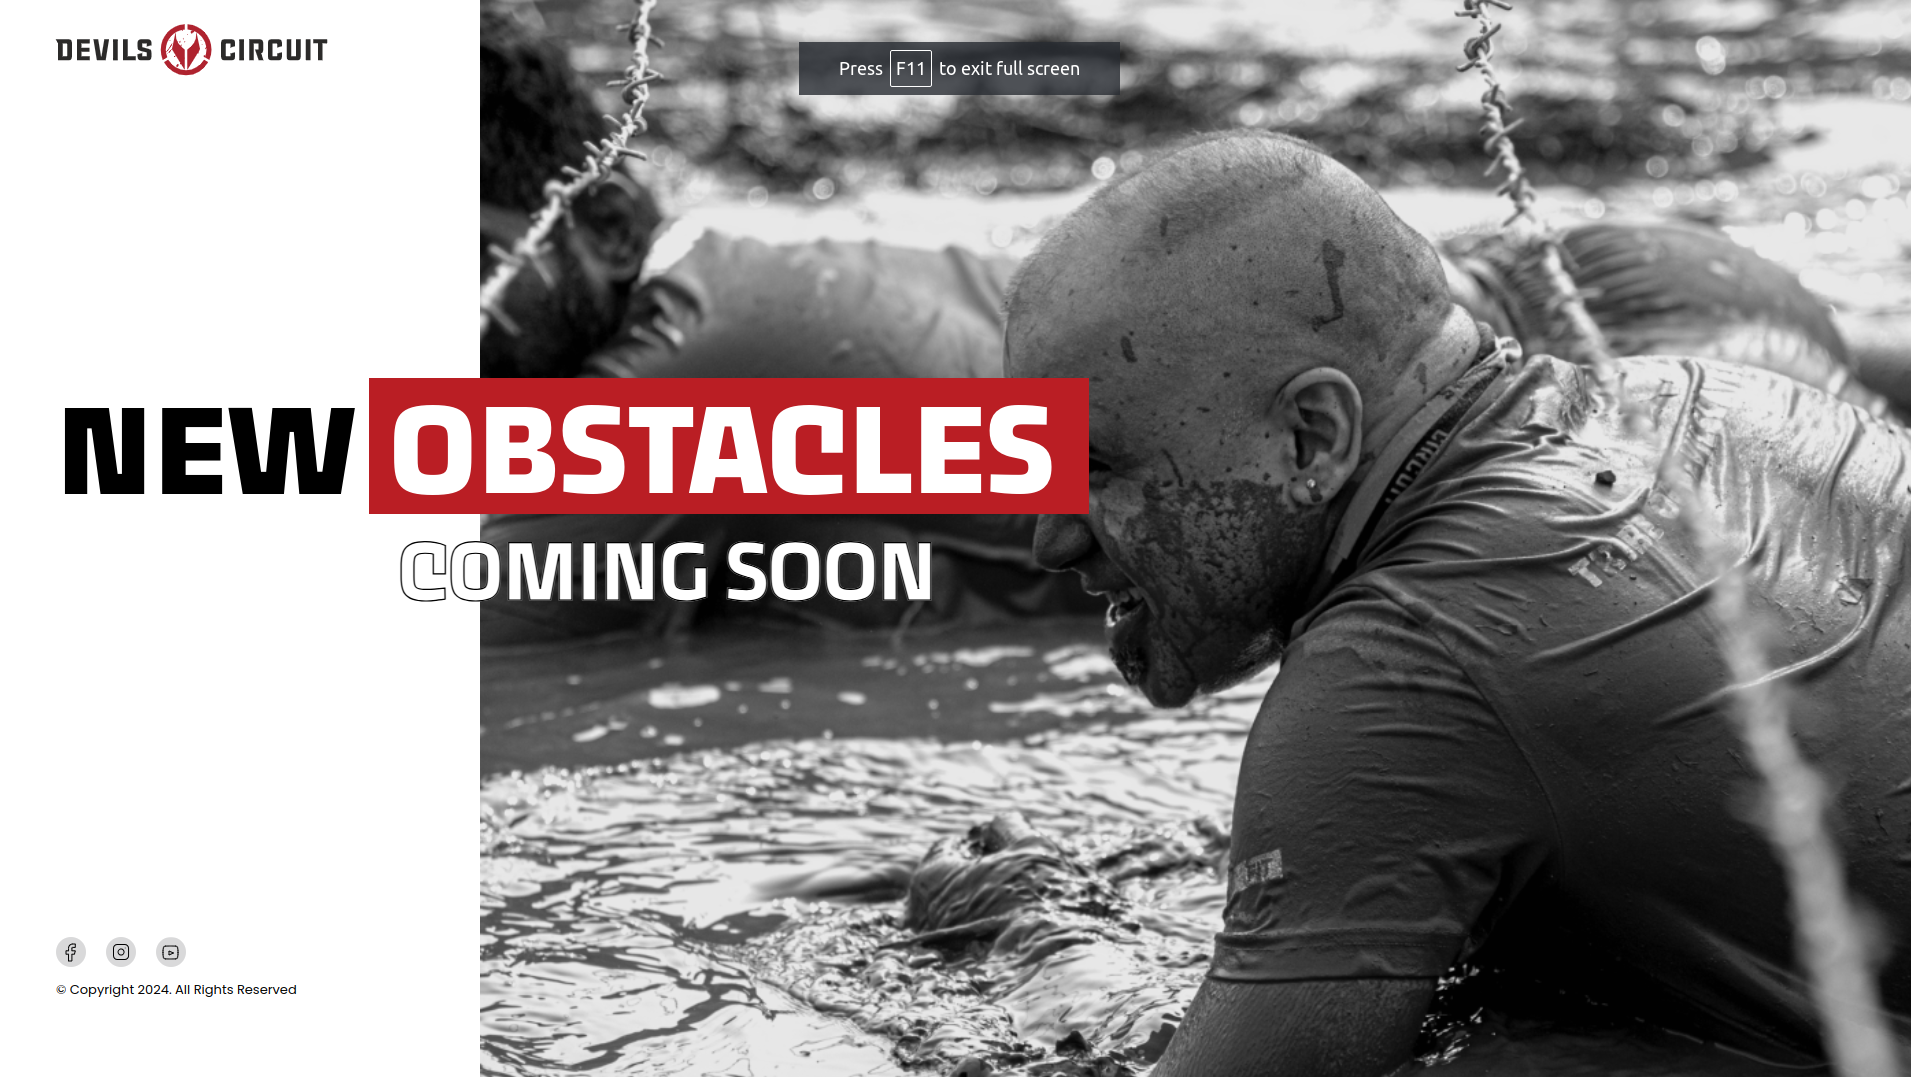 DEVILS CIRCUIT
Press F11 to exit full screen
NEW OBSTACLES
COMING SOON
© Copyright 2024. All Rights Reserved